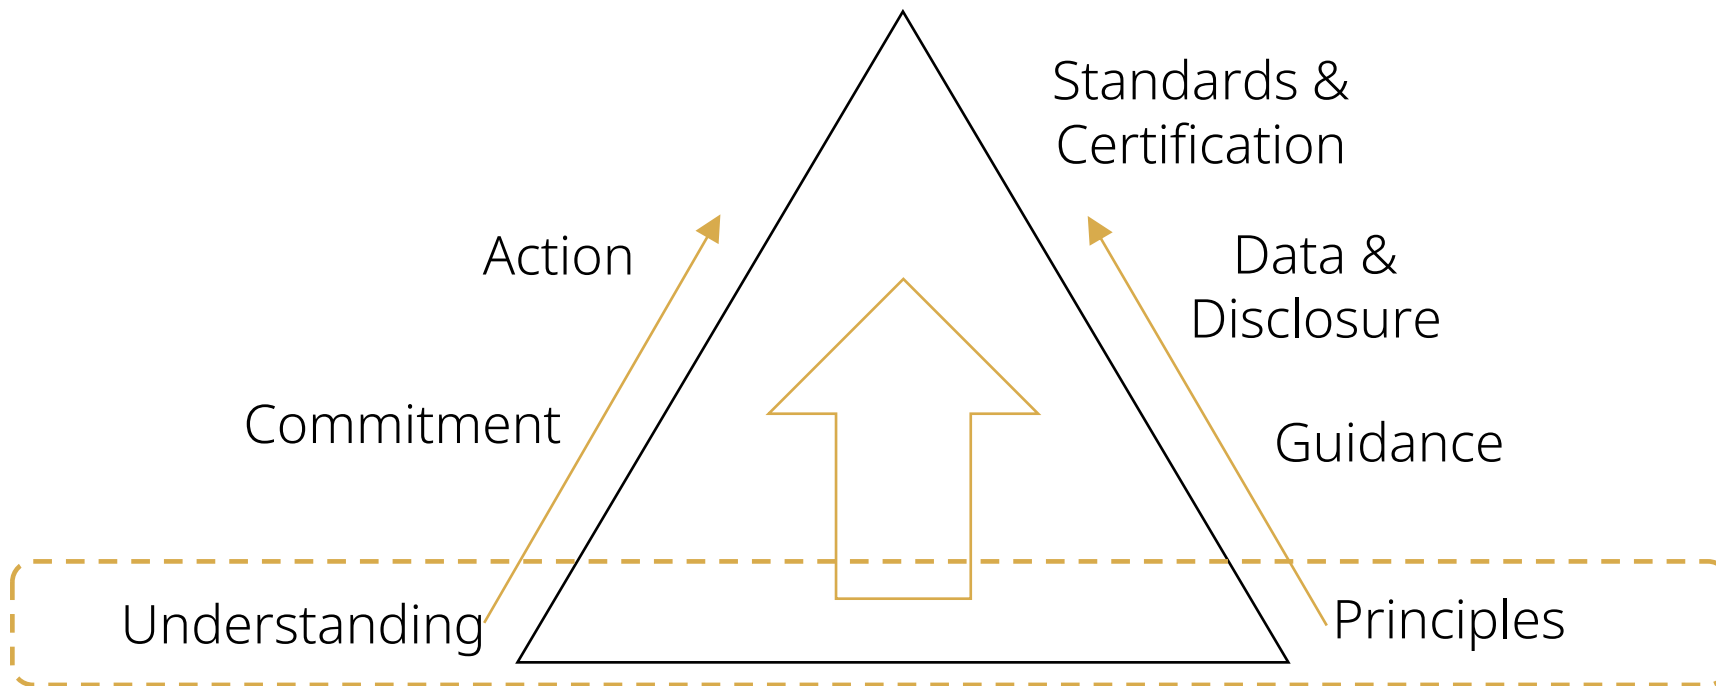 Standards &
Certification
Action
Data &
Disclosure
Commitment
Guidance
Understanding
Principles